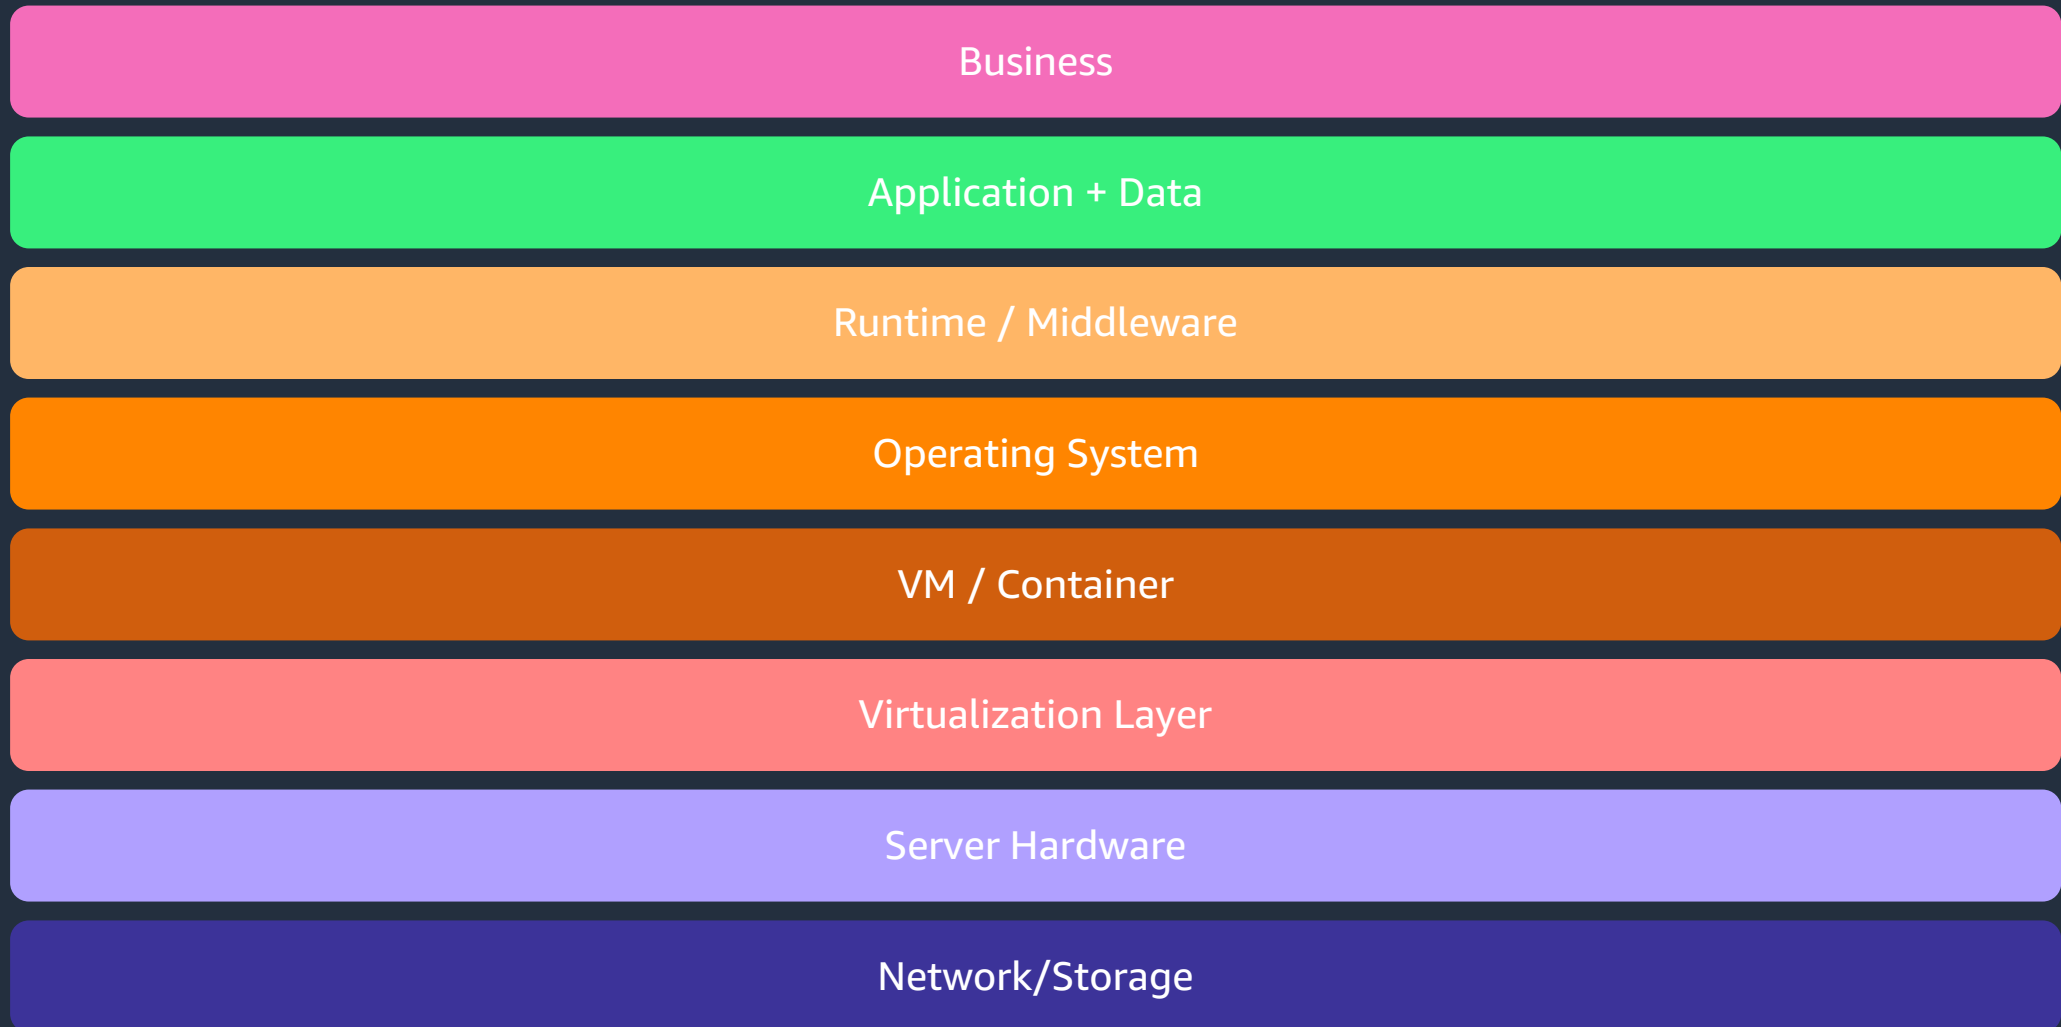 Business
Application + Data
Runtime / Middleware
Operating System
VM / Container
Virtualization Layer
Server Hardware
Network/Storage